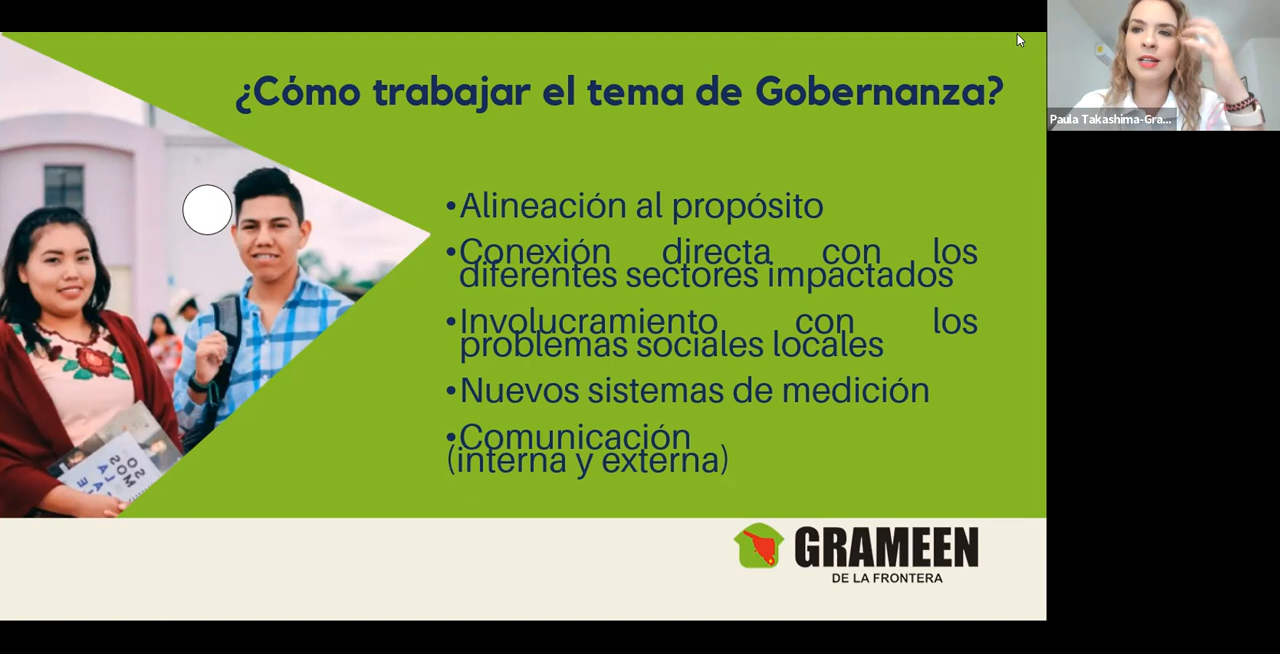 ¿Cómo trabajar el tema de Gobernanza?
Paula Takashima-Gra...
•Alineación al propósito
•Conexión directa con los
diferentes sectores impactados
•Involucramiento con los
problemas sociales locales
•Nuevos sistemas de medición
•Comunicación
(interna y externa)
GRAMEEN
DE LA FRONTERA